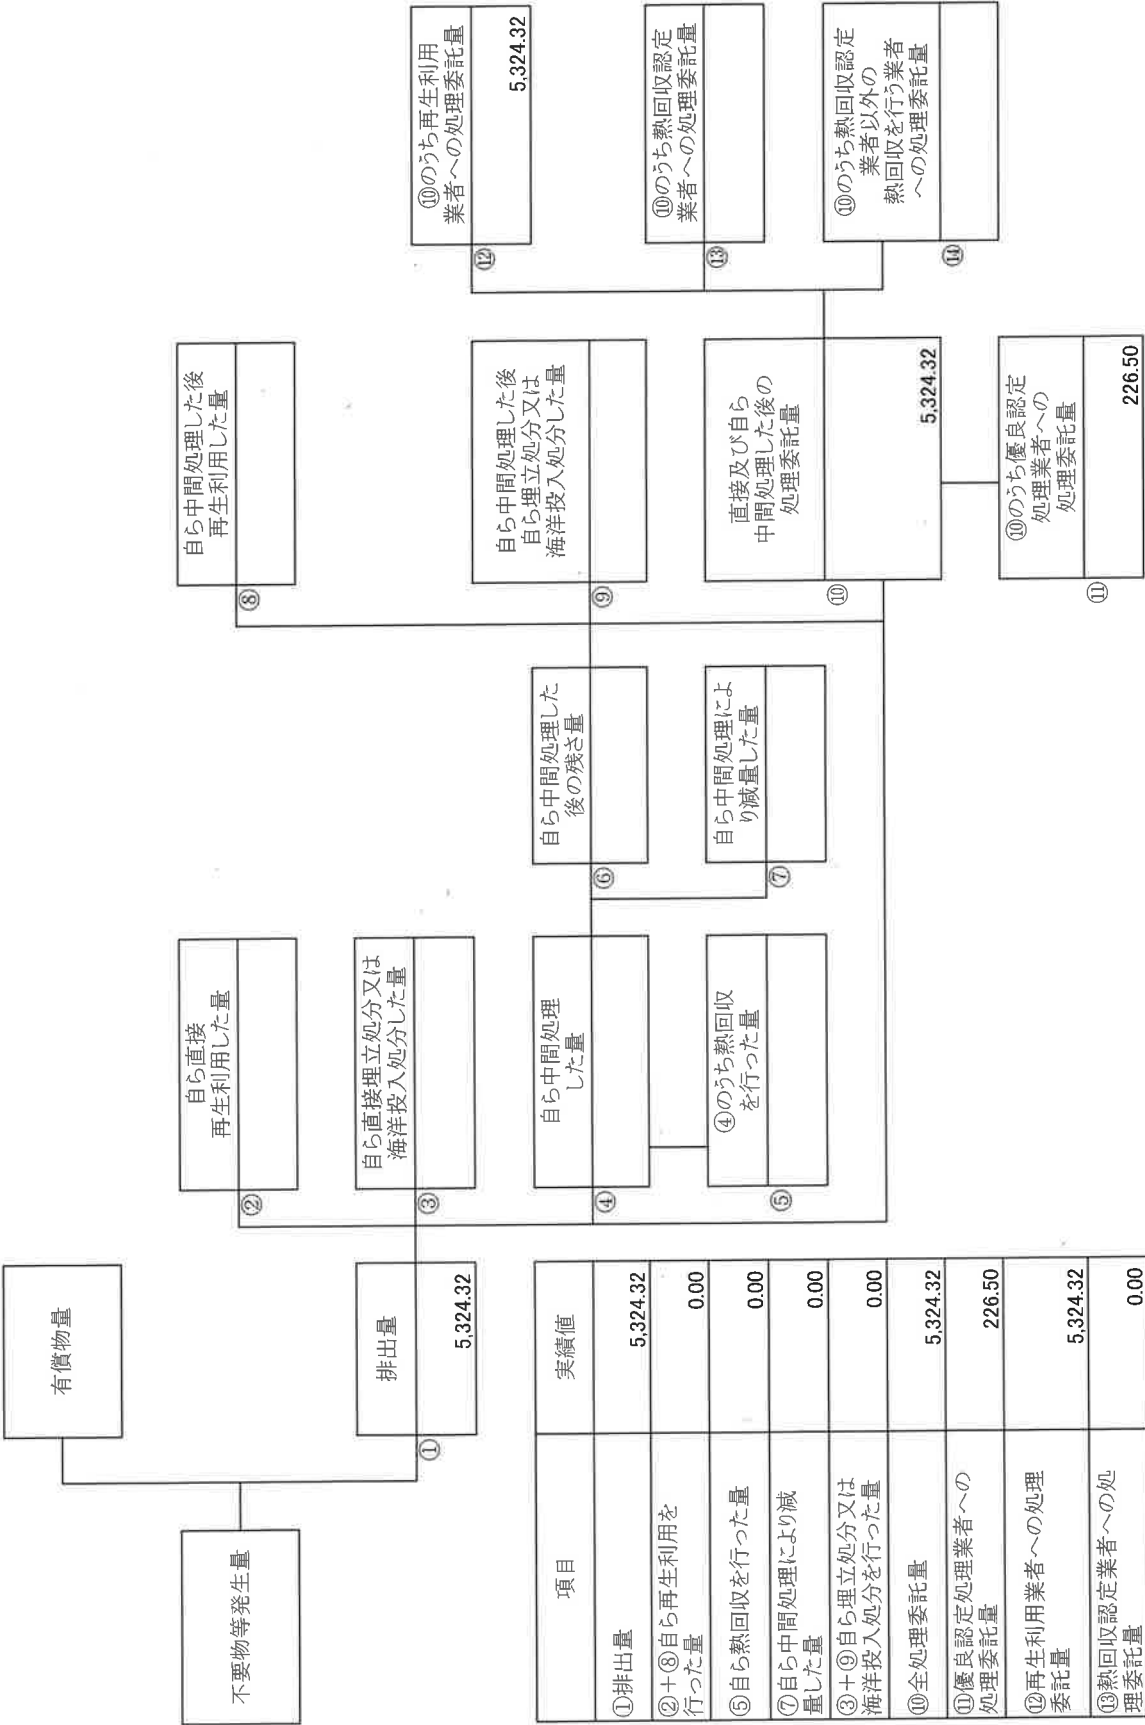 不要物等発生量
有償物量
排出量
①
5,324.32
自ら直接
再生利用した量
②
自ら直接埋立処分又は
海洋投入処分した量
③
自ら中間処理
した量
④
④のうち熱回収
を行った量
⑤
自ら中間処理した
後の残さ量
⑥
自ら中間処理によ
り減量した量
⑦
自ら中間処理した後
再生利用した量
⑧
自ら中間処理した後
自ら埋立処分又は
海洋投入処分した量
⑨
直接及び自ら
中間処理した後の
処理委託量
⑩
5,324.32
⑩のうち優良認定
処理業者への
処理委託量
⑪
226.50
⑩のうち再生利用
業者への処理委託量
⑫
5,324.32
⑩のうち熱回収認定
業者への処理委託量
⑬
⑩のうち熱回収認定
業者以外の
熱回収を行う業者
への処理委託量
⑭
項目
実績値
①排出量
5,324.32
②+⑧自ら再生利用を
行った量
0.00
⑤自ら熱回収を行った量
0.00
⑦自ら中間処理により減
量した量
0.00
③+⑨自ら埋立処分又は
海洋投入処分を行った量
0.00
⑩全処理委託量
5,324.32
⑪優良認定処理業者への
処理委託量
226.50
⑫再生利用業者への処理
委託量
5,324.32
⑬熱回収認定業者への処
理委託量
0.00